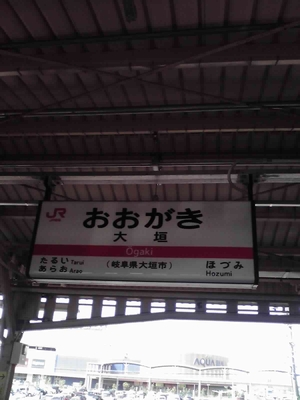 JR
おおがき
大垣
Ōgaki
たるい Tarui
あらお Arao
(岐阜県大垣市)
ほづみ
Hozumi
AQUA